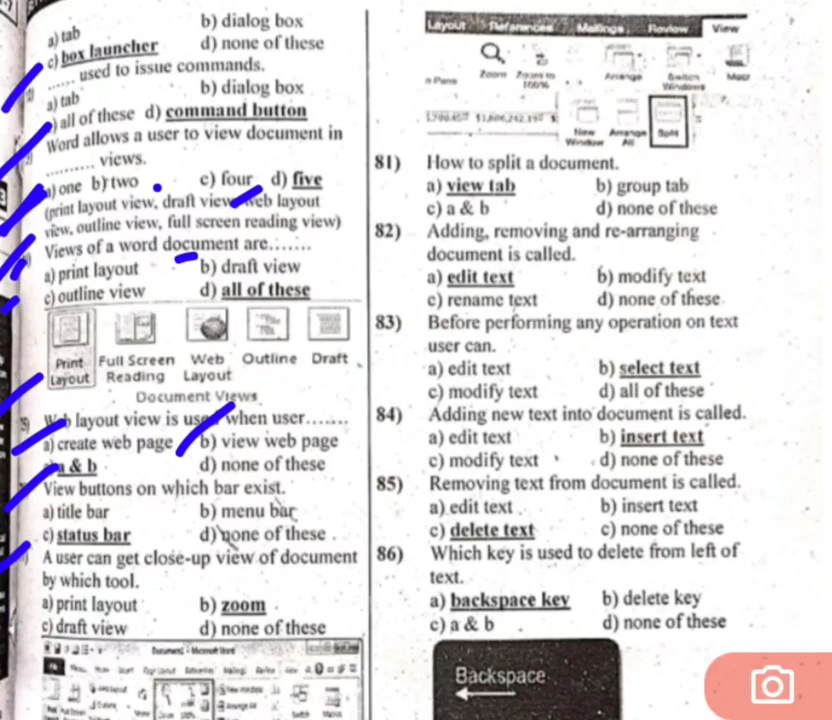 a) tab b) dialog box
c) box launcher d) none of these
...... used to issue commands.
a) tab b) dialog box
) all of these d) command button
Word allows a user to view document in
......... views.
a) one b) two c) four d) five
(print layout view, draft view web layout
view, outline view, full screen reading view)
Views of a word document are.......
a) print layout b) draft view
c) outline view d) all of these
Print Layout
Full Screen Reading
Web Layout
Outline
Draft
Document Views
Web layout view is used when user.......
a) create web page b) view web page
a & b d) none of these
View buttons on which bar exist.
a) title bar b) menu bar
c) status bar d) none of these .
A user can get close-up view of document
by which tool.
a) print layout b) zoom
c) draft view d) none of these
Document1 - Microsoft Word
Layout References Mailings Review View
Zoom Zoom to 100% Arrange Switch Windows Macr
New Window Arrange All Split
81) How to split a document.
a) view tab b) group tab
c) a & b d) none of these
82) Adding, removing and re-arranging
document is called.
a) edit text b) modify text
c) rename text d) none of these
83) Before performing any operation on text
user can.
a) edit text b) select text
c) modify text d) all of these
84) Adding new text into document is called.
a) edit text b) insert text
c) modify text d) none of these
85) Removing text from document is called.
a) edit text b) insert text
c) delete text c) none of these
86) Which key is used to delete from left of
text.
a) backspace key b) delete key
c) a & b d) none of these
Backspace